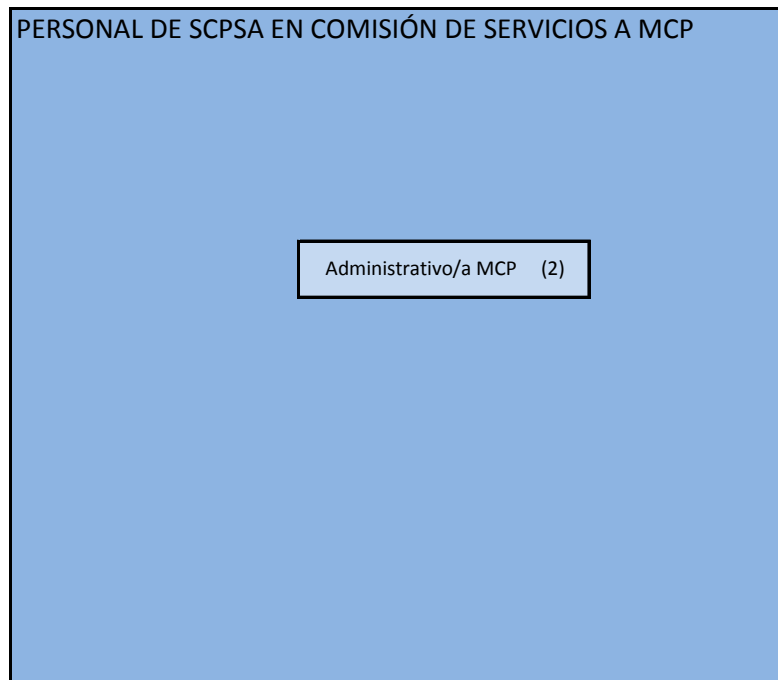 PERSONAL DE SCPSA EN COMISIÓN DE SERVICIOS A MCP
Administrativo/a MCP (2)